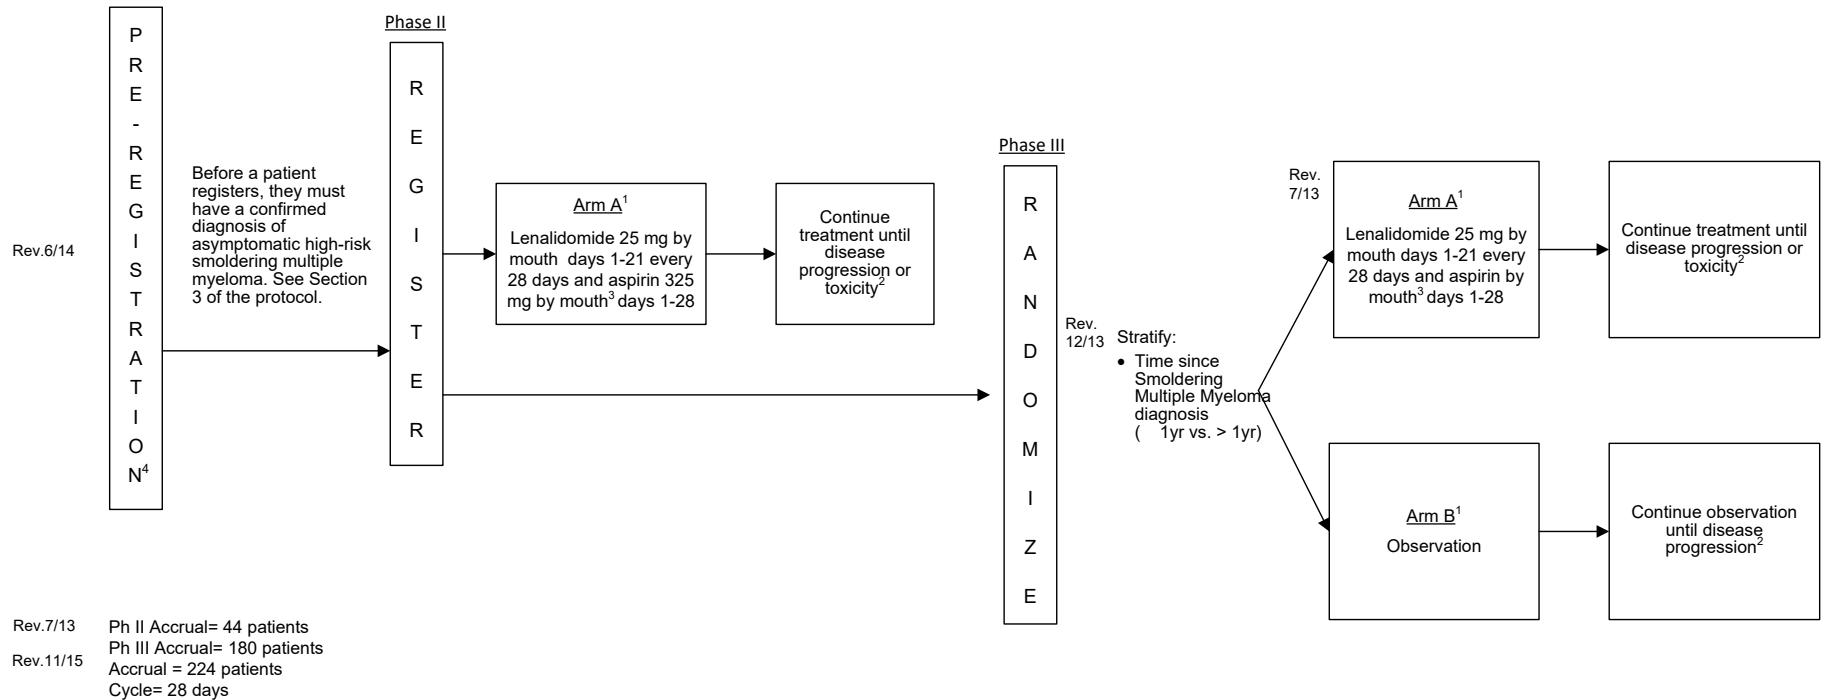 Rev.6/14
P
R
E
-
R
E
G
I
S
T
R
A
T
I
O
N4
Before a patient
registers, they must
have a confirmed
diagnosis of
asymptomatic high-risk
smoldering multiple
myeloma. See Section
3 of the protocol.
Phase II
R
E
G
I
S
T
E
R
Arm A1
Lenalidomide 25 mg by
mouth days 1-21 every
28 days and aspirin 325
mg by mouth3 days 1-28
Continue
treatment until
disease
progression or
toxicity2
Phase III
R
A
N
D
O
M
I
Z
E
Rev.
12/13
Stratify:
• Time since
Smoldering
Multiple Myeloma
diagnosis
( 1yr vs. > 1yr)
Rev.
7/13
Arm A1
Lenalidomide 25 mg by
mouth days 1-21 every
28 days and aspirin by
mouth3 days 1-28
Continue treatment until
disease progression or
toxicity2
Arm B1
Observation
Continue observation
until disease
progression2
Rev.7/13
Ph II Accrual= 44 patients
Ph III Accrual= 180 patients
Rev.11/15
Accrual = 224 patients
Cycle= 28 days